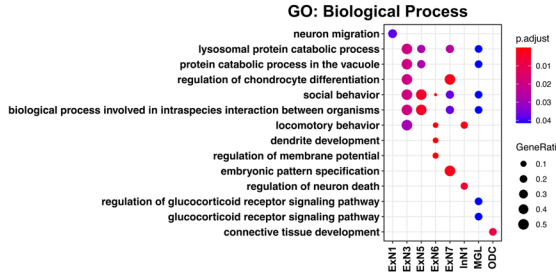 GO: Biological Process
neuron migration
lysosomal protein catabolic process
protein catabolic process in the vacuole
regulation of chondrocyte differentiation
social behavior
biological process involved in intraspecies interaction between organisms
locomotory behavior
dendrite development
regulation of membrane potential
embryonic pattern specification
regulation of neuron death
regulation of glucocorticoid receptor signaling pathway
glucocorticoid receptor signaling pathway
connective tissue development
ExN1
ExN3
ExN5
ExN6
ExN7
InN1
MGL
ODC
p.adjust
0.01
0.02
0.03
0.04
GeneRati
0.1
0.2
0.3
0.4
0.5